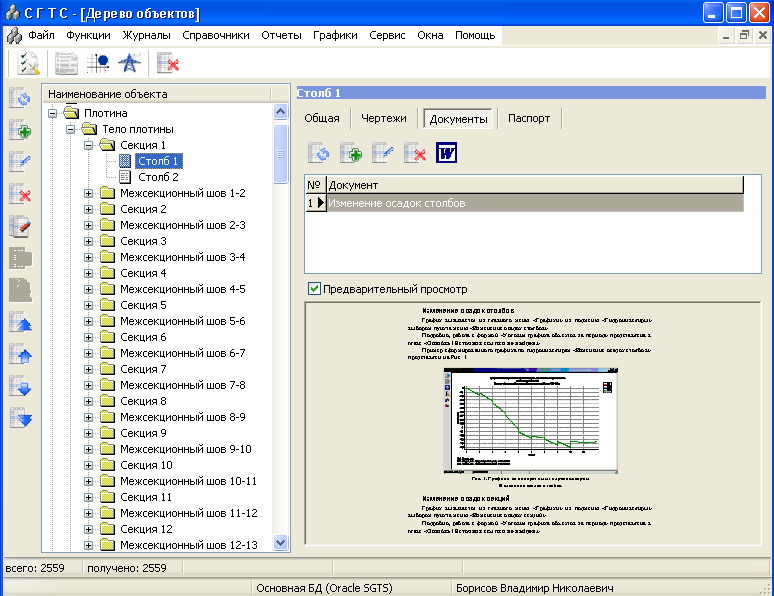 С Г Т С - [Дерево объектов]
Файл Функции Журналы Справочники Отчеты Графики Сервис Окна Помощь
Наименование объекта
Плотина
Тело плотины
Секция 1
Столб 1
Столб 2
Межсекционный шов 1-2
Секция 2
Межсекционный шов 2-3
Секция 3
Межсекционный шов 3-4
Секция 4
Межсекционный шов 4-5
Секция 5
Межсекционный шов 5-6
Секция 6
Межсекционный шов 6-7
Секция 7
Межсекционный шов 7-8
Секция 8
Межсекционный шов 8-9
Секция 9
Межсекционный шов 9-10
Секция 10
Межсекционный шов 10-11
Секция 11
Межсекционный шов 11-12
Секция 12
Межсекционный шов 12-13
Столб 1
Общая Чертежи Документы Паспорт
W
№ Документ
1 Изменение осадок столбов
Предварительный просмотр
Изменение осадок столбов
Изменение осадок секций
всего: 2559 получено: 2559
Основная БД (Oracle SGTS) Борисов Владимир Николаевич